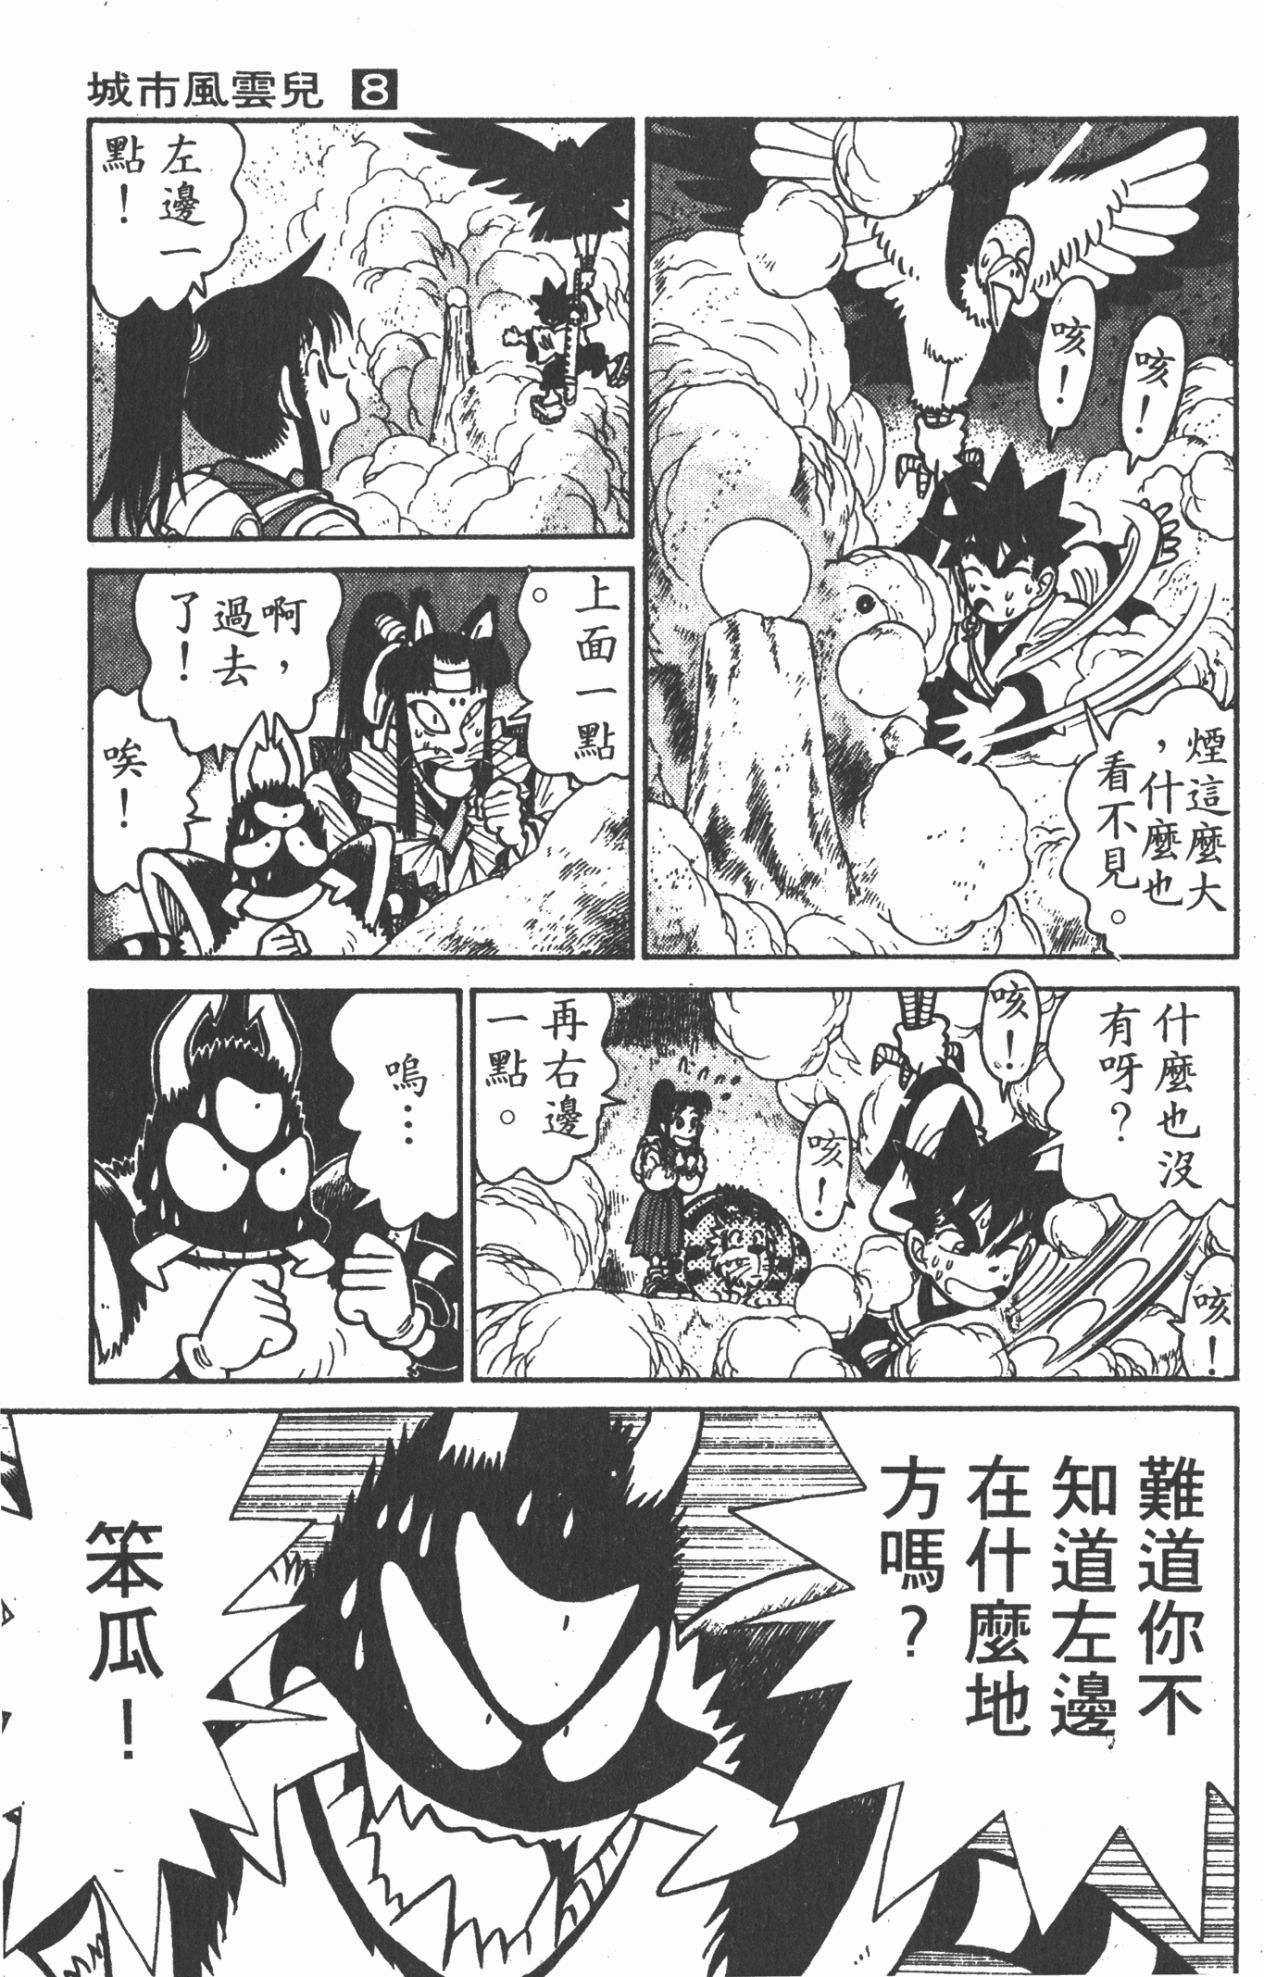 城市風雲兒 8
咳！
咳！
煙這麼大
，什麼也
看不見。
左邊一
點！
上面一點
。
啊，
過去，
了！
唉！
什麼也沒
有呀？
咳！
咳！
咳！
再右邊
一點。
嗚…
難道你不
知道左邊
在什麼地
方嗎？
笨瓜！